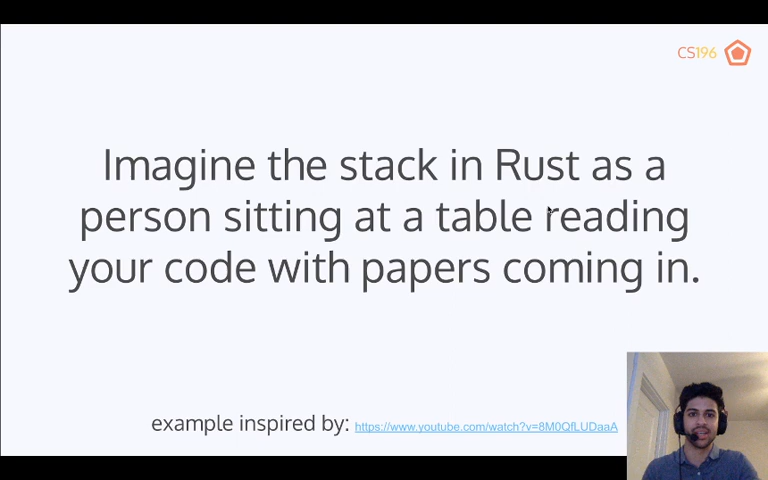 CS196
Imagine the stack in Rust as a
person sitting at a table reading
your code with papers coming in.
example inspired by: https://www.youtube.com/watch?v=8M0QfLUDaaA